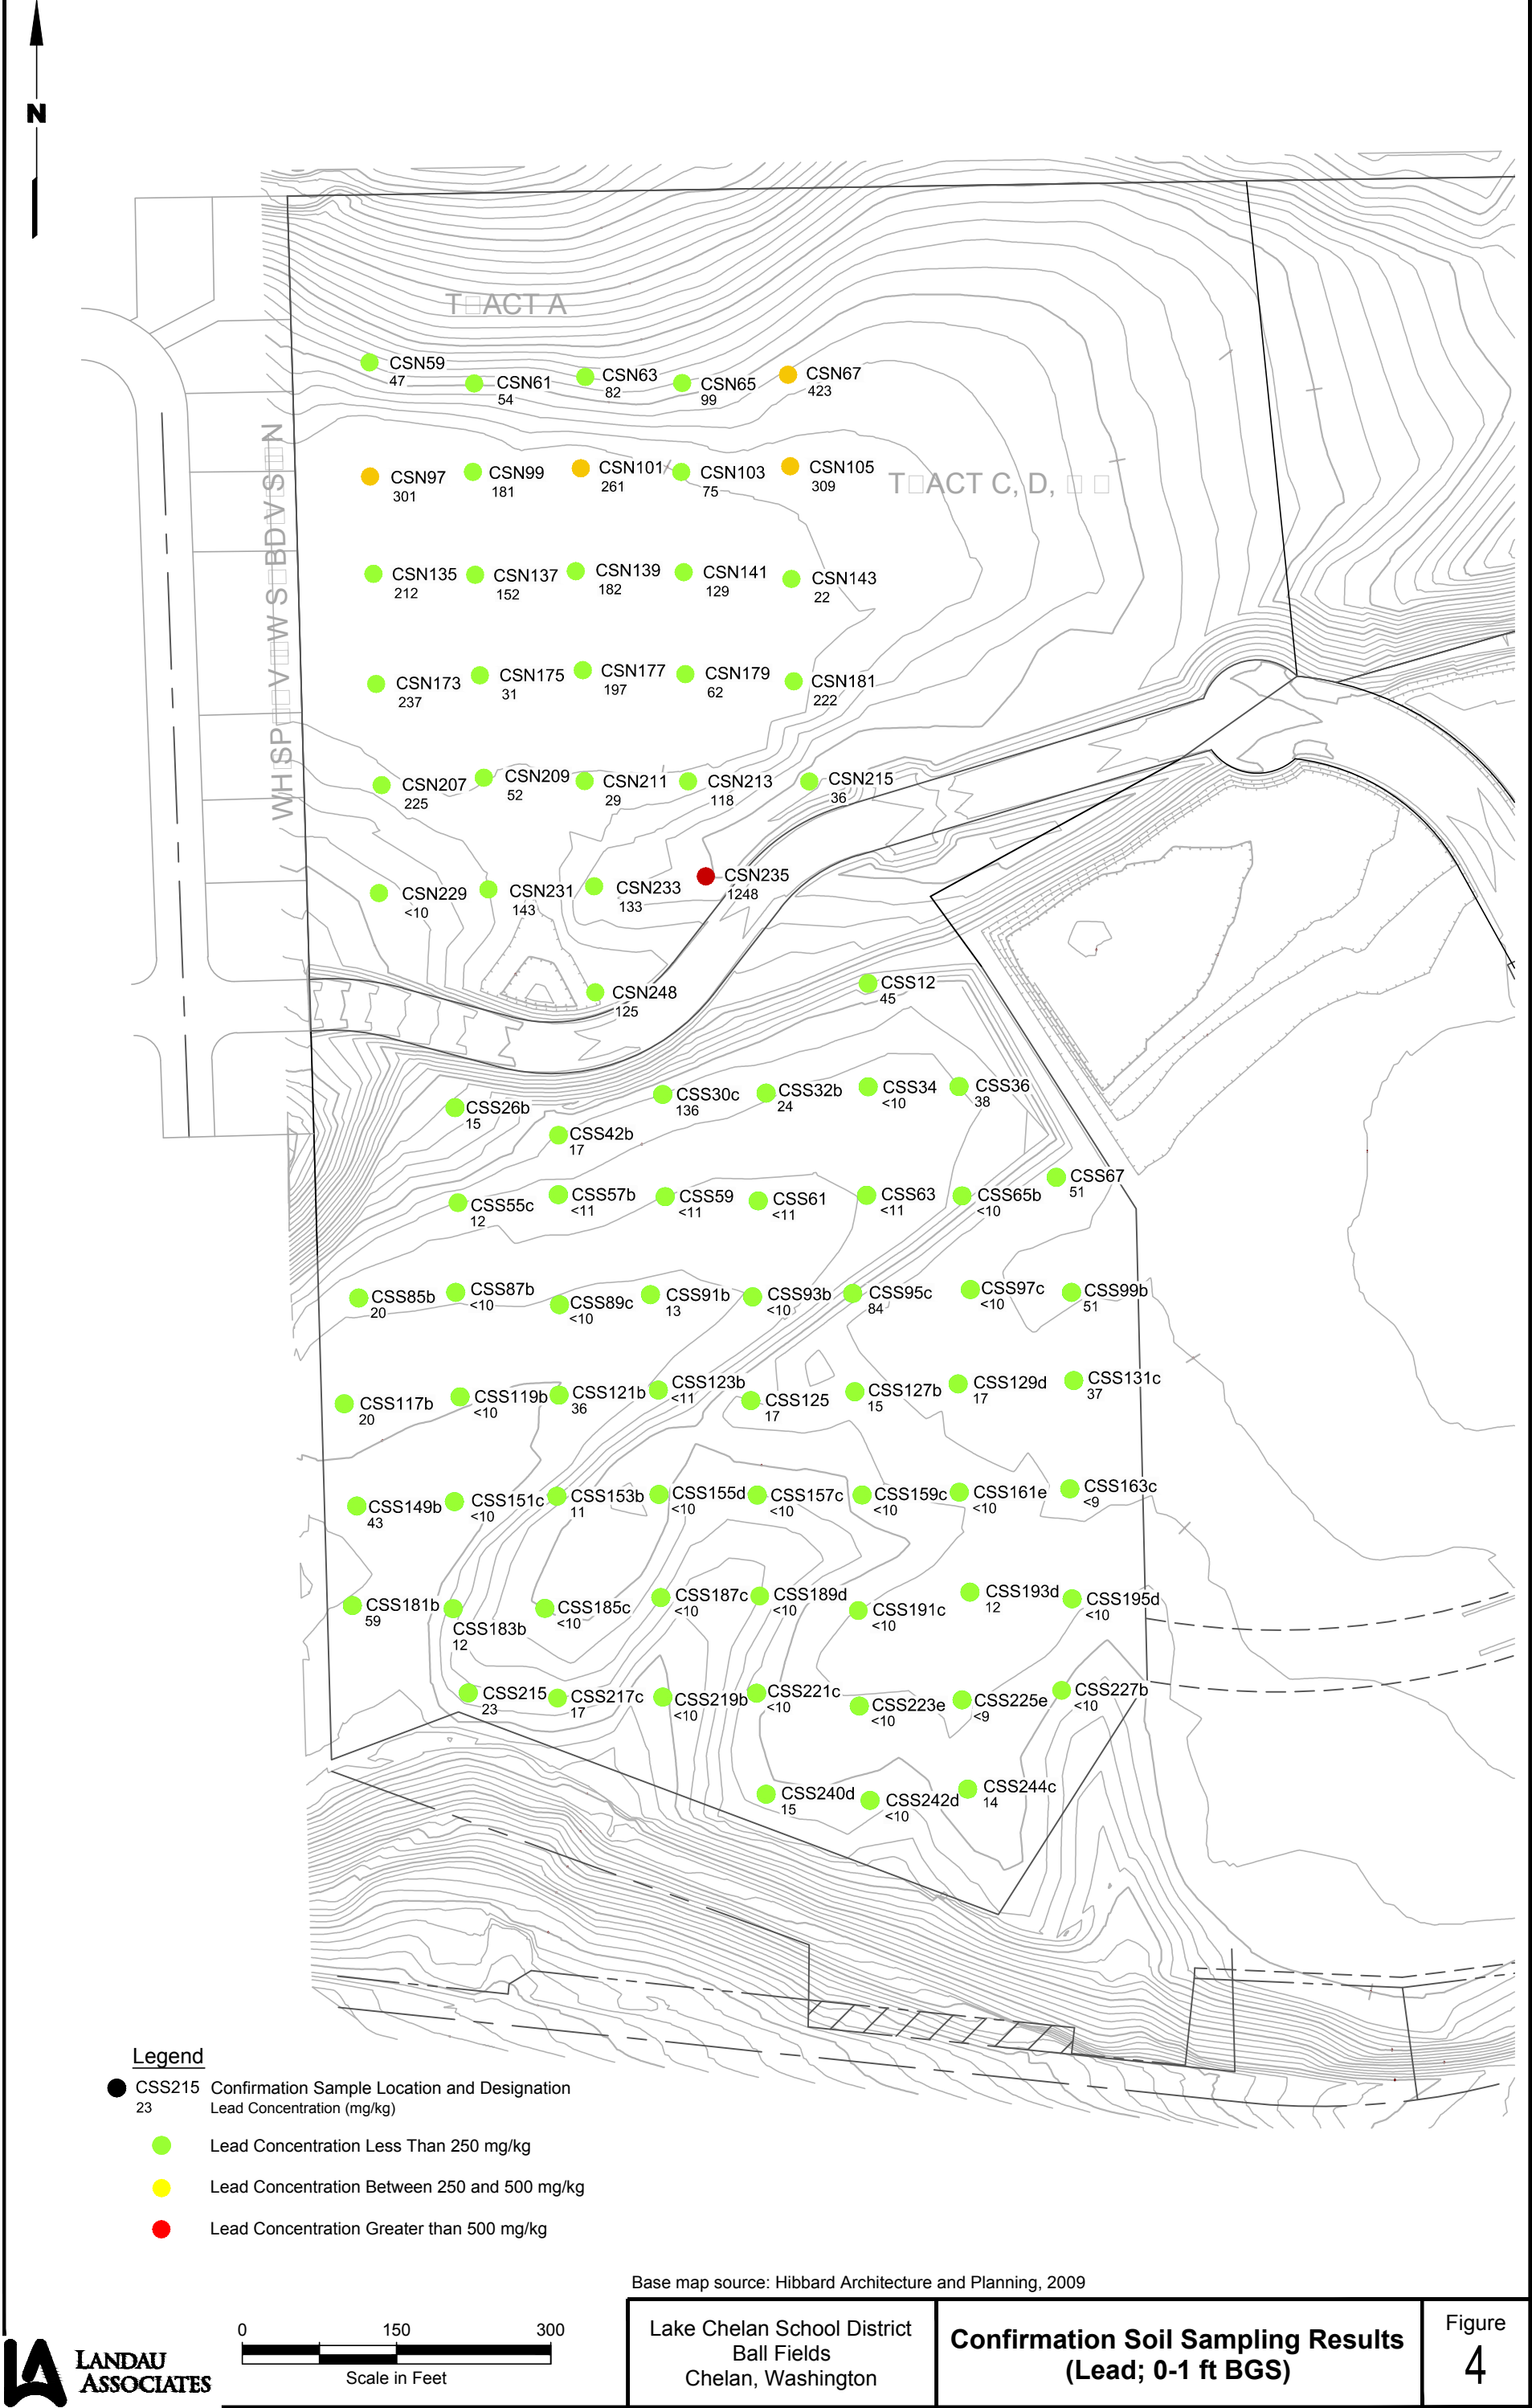 N
CSN59
47
CSN61
54
CSN63
82
CSN65
99
CSN67
423
CSN97
301
CSN99
181
CSN101
261
CSN103
75
CSN105
309
CSN135
212
CSN137
152
CSN139
182
CSN141
129
CSN143
22
CSN173
237
CSN175
31
CSN177
197
CSN179
62
CSN181
222
CSN207
225
CSN209
52
CSN211
29
CSN213
118
CSN215
36
CSN229
<10
CSN231
143
CSN233
133
CSN235
1248
CSN248
125
CSS12
45
CSS26b
15
CSS42b
17
CSS30c
136
CSS32b
24
CSS34
<10
CSS36
38
CSS55c
12
CSS57b
<11
CSS59
<11
CSS61
<11
CSS63
<11
CSS65b
<10
CSS67
51
CSS85b
20
CSS87b
<10
CSS89c
<10
CSS91b
13
CSS93b
<10
CSS95c
84
CSS97c
<10
CSS99b
51
CSS117b
20
CSS119b
<10
CSS121b
36
CSS123b
<11
CSS125
17
CSS127b
15
CSS129d
17
CSS131c
37
CSS149b
43
CSS151c
<10
CSS153b
11
CSS155d
<10
CSS157c
<10
CSS159c
<10
CSS161e
<10
CSS163c
<9
CSS181b
59
CSS183b
12
CSS185c
<10
CSS187c
<10
CSS189d
<10
CSS191c
<10
CSS193d
12
CSS195d
<10
CSS215
23
CSS217c
17
CSS219b
<10
CSS221c
<10
CSS223e
<10
CSS225e
<9
CSS227b
<10
CSS240d
15
CSS242d
<10
CSS244c
14
Legend
CSS215 Confirmation Sample Location and Designation
23 Lead Concentration (mg/kg)
Lead Concentration Less Than 250 mg/kg
Lead Concentration Between 250 and 500 mg/kg
Lead Concentration Greater than 500 mg/kg
Base map source: Hibbard Architecture and Planning, 2009
LANDAU
ASSOCIATES
0 150 300
Scale in Feet
Lake Chelan School District
Ball Fields
Chelan, Washington
Confirmation Soil Sampling Results
(Lead; 0-1 ft BGS)
Figure
4